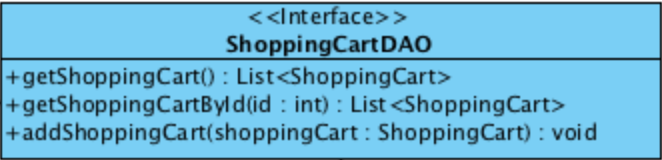 <<Interface>>
ShoppingCartDAO
+getShoppingCart() : List<ShoppingCart>
+getShoppingCartById(id : int) : List<ShoppingCart>
+addShoppingCart(shoppingCart : ShoppingCart) : void